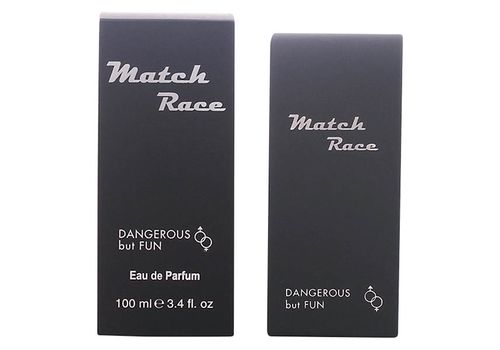 Match
Race
DANGEROUS
but FUN
Eau de Parfum
100 ml ℮ 3.4 fl. oz
Match
Race
DANGEROUS
but FUN